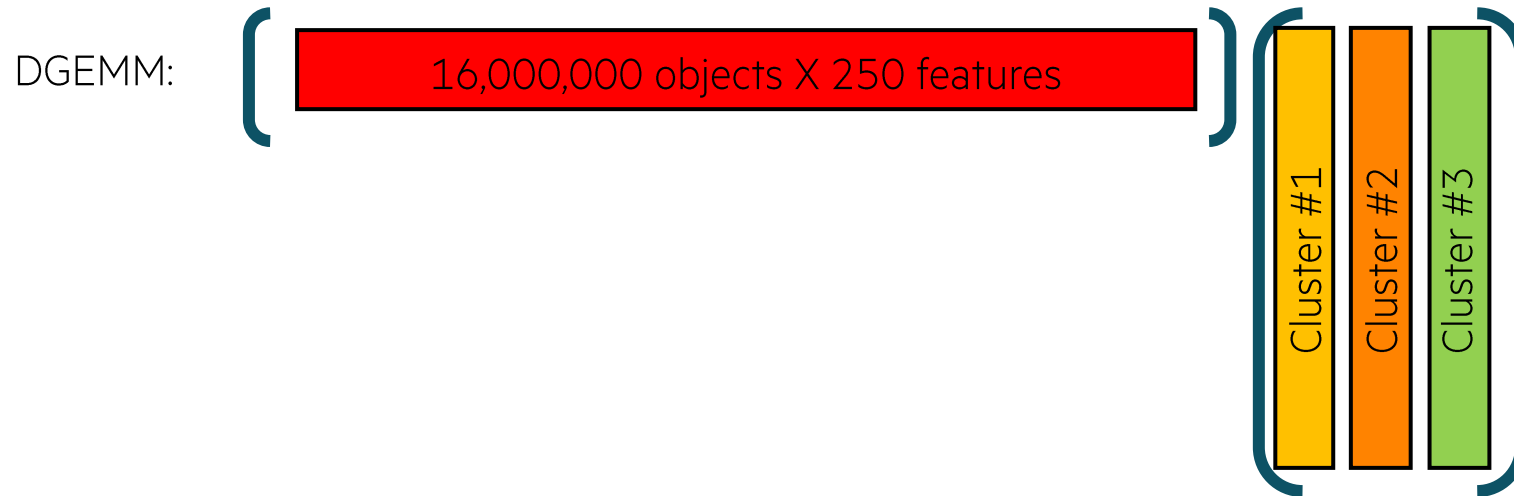 DGEMM:
16,000,000 objects X 250 features
Cluster #1
Cluster #2
Cluster #3